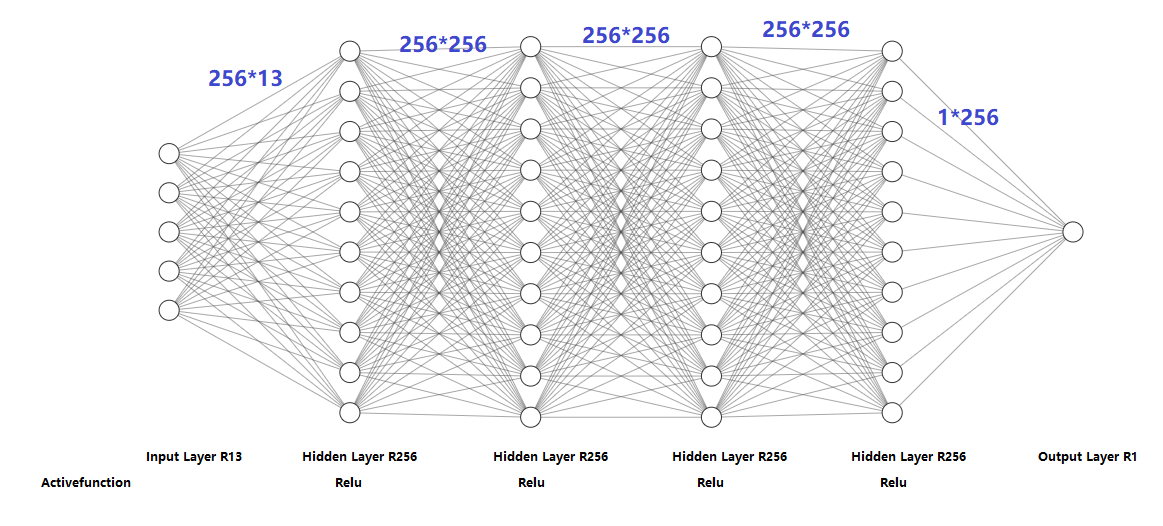 256*13
256*256
256*256
256*256
1*256
Input Layer R13 Hidden Layer R256 Hidden Layer R256 Hidden Layer R256 Hidden Layer R256 Output Layer R1
Activefunction Relu Relu Relu Relu